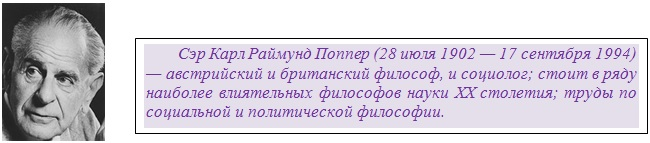 Сэр Карл Раймунд Поппер (28 июля 1902 — 17 сентября 1994)
— австрийский и британский философ, и социолог; стоит в ряду
наиболее влиятельных философов науки XX столетия; труды по
социальной и политической философии.